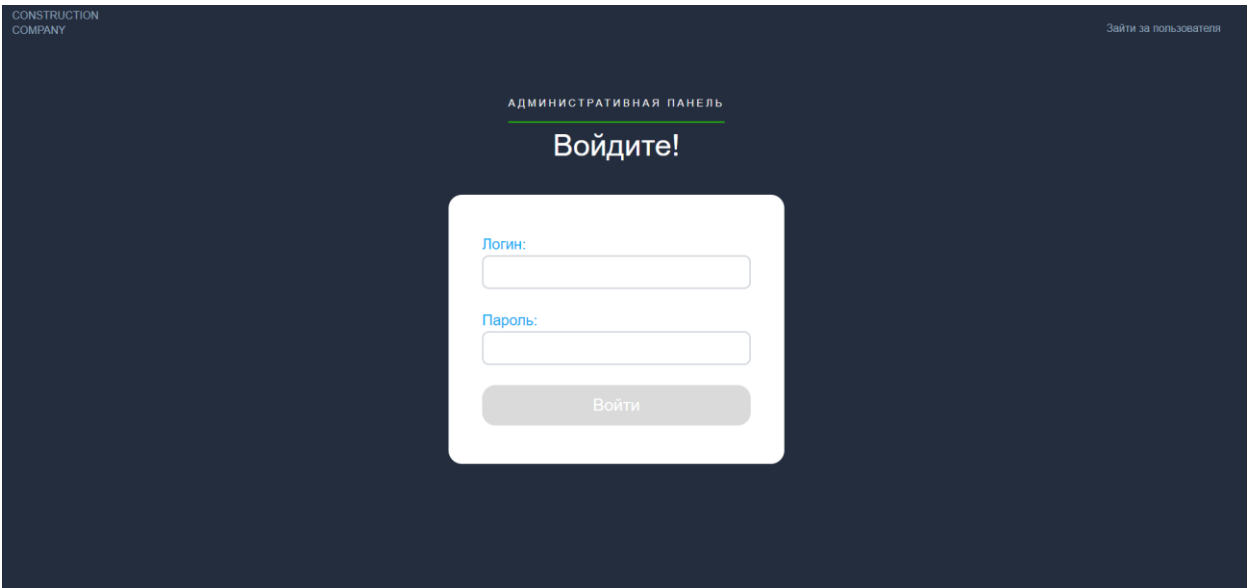 CONSTRUCTION
COMPANY
Зайти за пользователя
АДМИНИСТРАТИВНАЯ ПАНЕЛЬ
Войдите!
Логин:
Пароль:
Войти